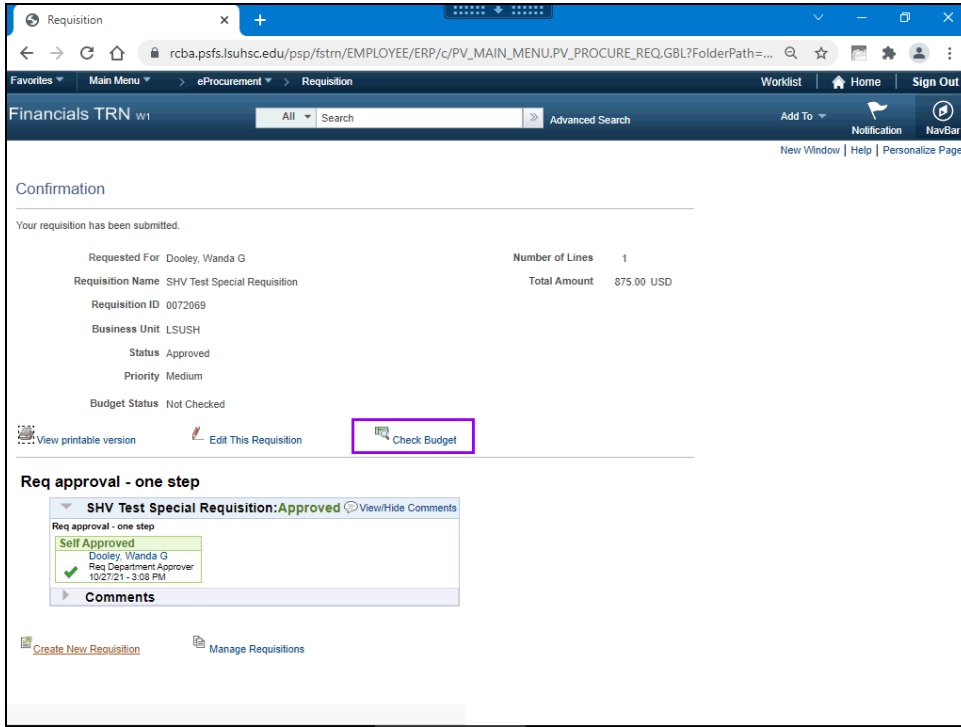 Requisition
rcba.psfs.lsuhsc.edu/psp/fstrn/EMPLOYEE/ERP/c/PV_MAIN_MENU.PV_PROCURE_REQ.GBL?FolderPath=...
Favorites Main Menu > eProcurement > Requisition Worklist Home Sign Out
Financials TRN W1 All Search Advanced Search Add To Notification NavBar
New Window | Help | Personalize Page
Confirmation
Your requisition has been submitted.
Requested For Dooley, Wanda G Number of Lines 1
Requisition Name SHV Test Special Requisition Total Amount 875.00 USD
Requisition ID 0072069
Business Unit LSUSH
Status Approved
Priority Medium
Budget Status Not Checked
View printable version Edit This Requisition Check Budget
Req approval - one step
SHV Test Special Requisition:Approved View/Hide Comments
Req approval - one step
Self Approved
Dooley, Wanda G
Req Department Approver
10/27/21 - 3:08 PM
Comments
Create New Requisition Manage Requisitions